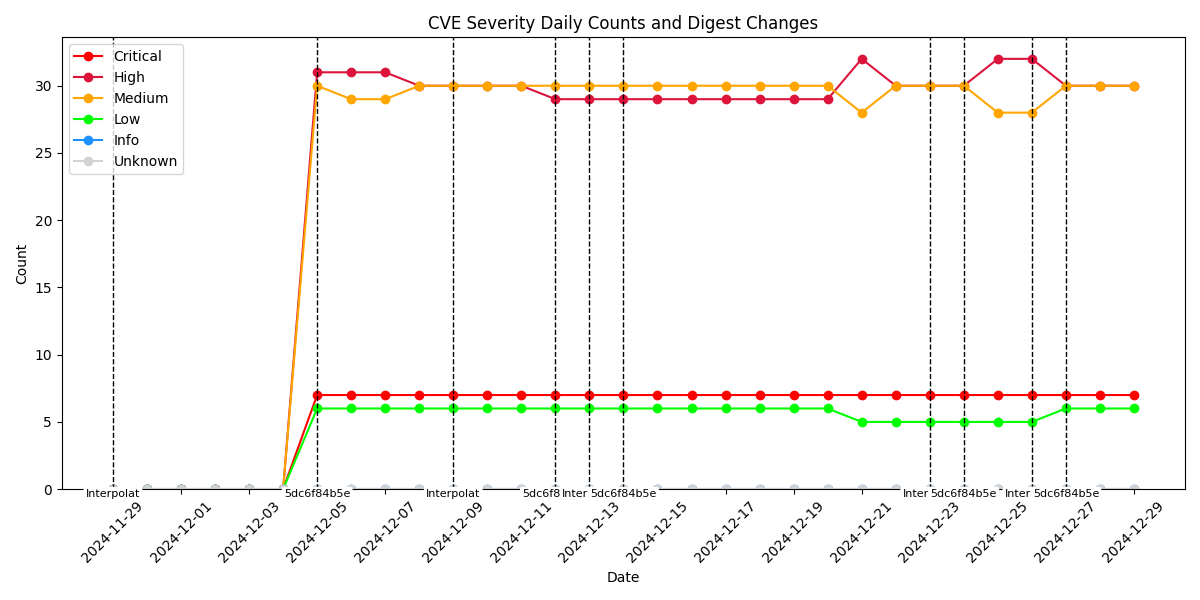 CVE Severity Daily Counts and Digest Changes
Critical
High
Medium
Low
Info
Unknown
Count
30
25
20
15
10
5
0
Interpolat
5dc6f84b5e
Interpolat
5dc6f8
Inter
5dc6f84b5e
Inter
5dc6f84b5e
Inter
5dc6f84b5e
2024-11-29
2024-12-01
2024-12-03
2024-12-05
2024-12-07
2024-12-09
2024-12-11
2024-12-13
2024-12-15
2024-12-17
2024-12-19
2024-12-21
2024-12-23
2024-12-25
2024-12-27
2024-12-29
Date